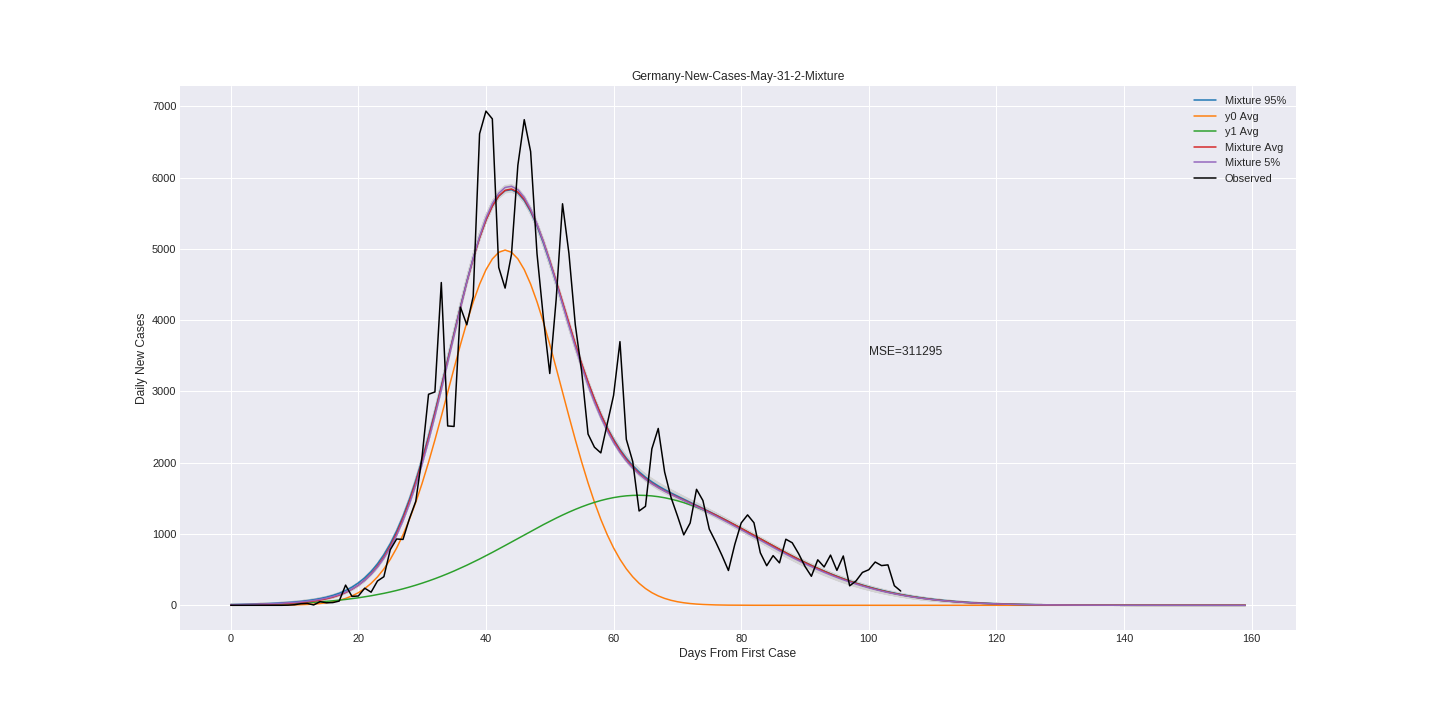 Germany-New-Cases-May-31-2-Mixture
Mixture 95%
y0 Avg
y1 Avg
Mixture Avg
Mixture 5%
Observed
MSE=311295
Daily New Cases
7000
6000
5000
4000
3000
2000
1000
0
0 20 40 60 80 100 120 140 160
Days From First Case